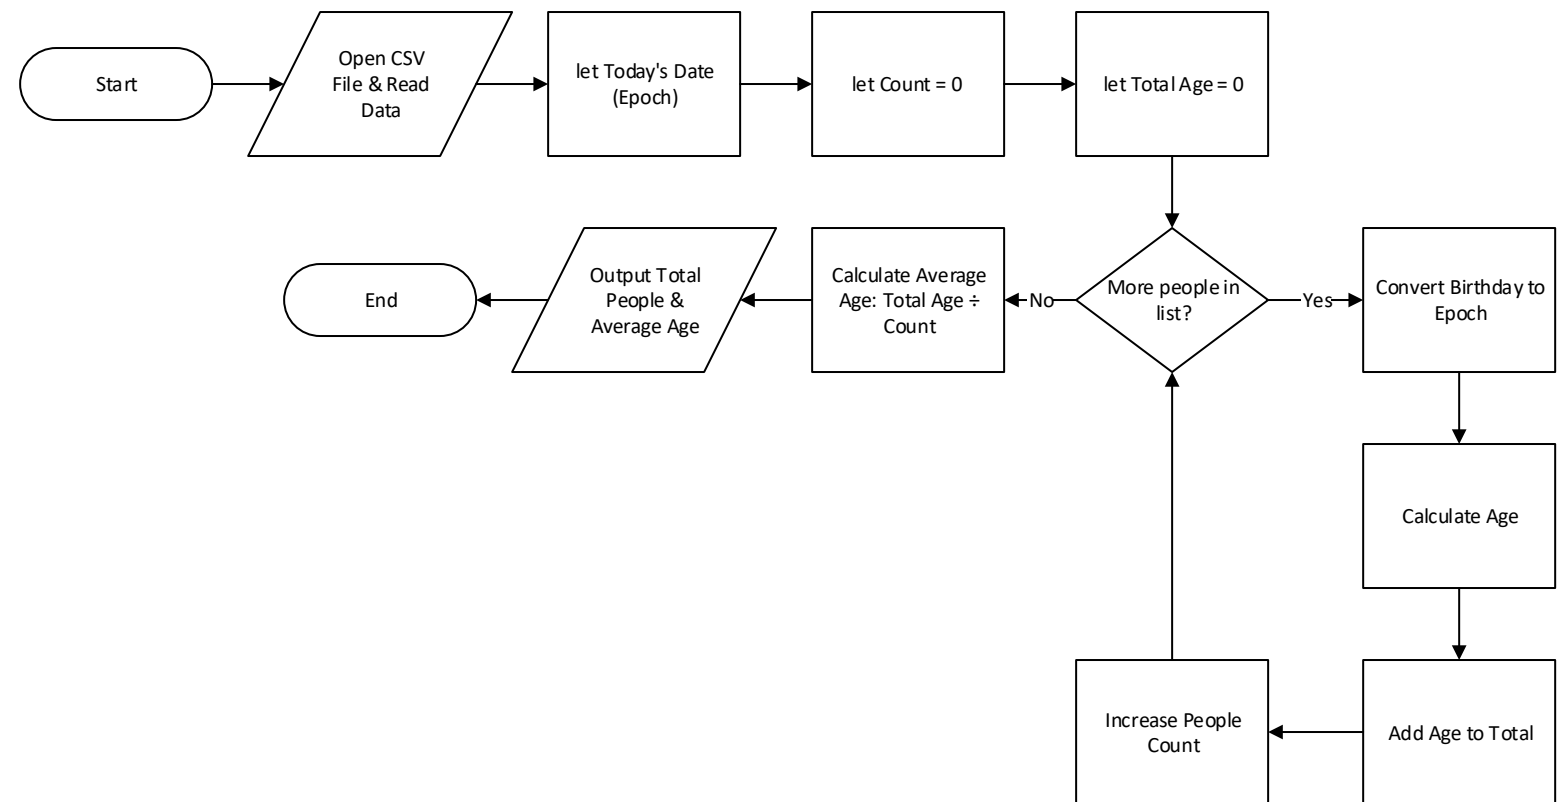 Start
Open CSV
File & Read
Data
let Today's Date
(Epoch)
let Count = 0
let Total Age = 0
End
Output Total
People &
Average Age
Calculate Average
Age: Total Age ÷
Count
No
More people in
list?
Yes
Convert Birthday to
Epoch
Calculate Age
Increase People
Count
Add Age to Total